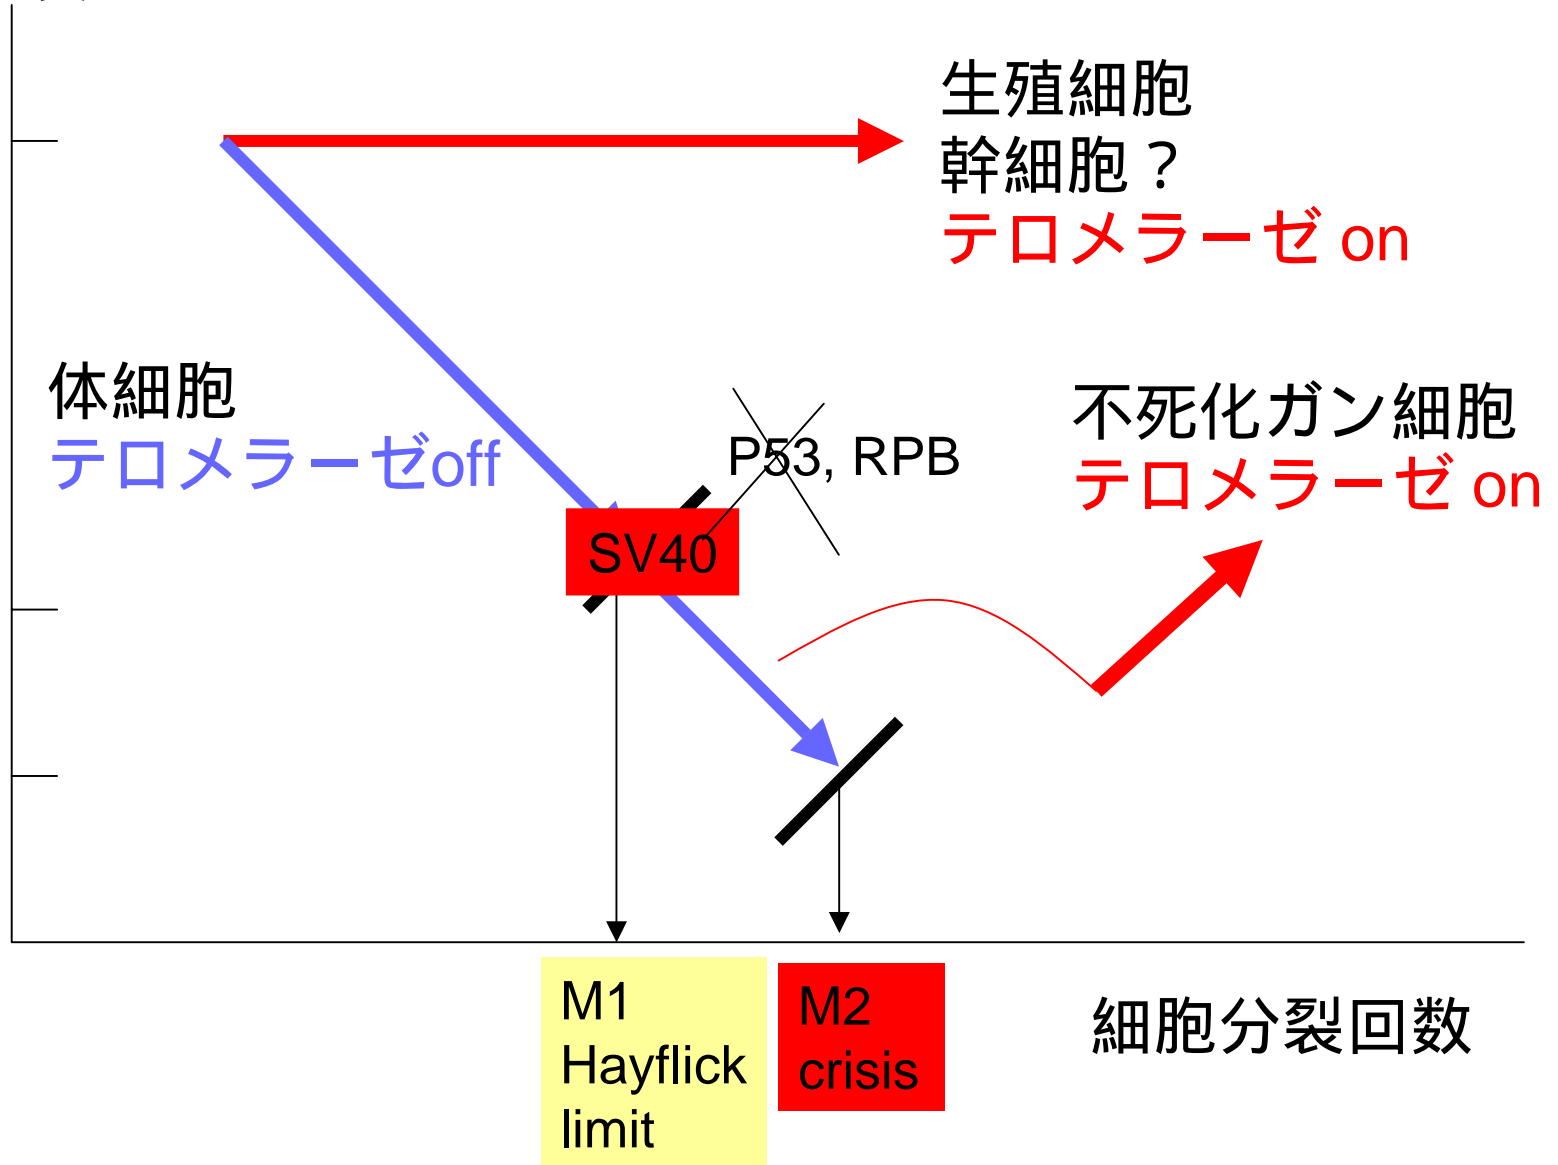 生殖細胞
幹細胞？
テロメラーゼ on
体細胞
テロメラーゼoff
P53, RPB
不死化ガン細胞
テロメラーゼ on
SV40
M1
Hayflick
limit
M2
crisis
細胞分裂回数